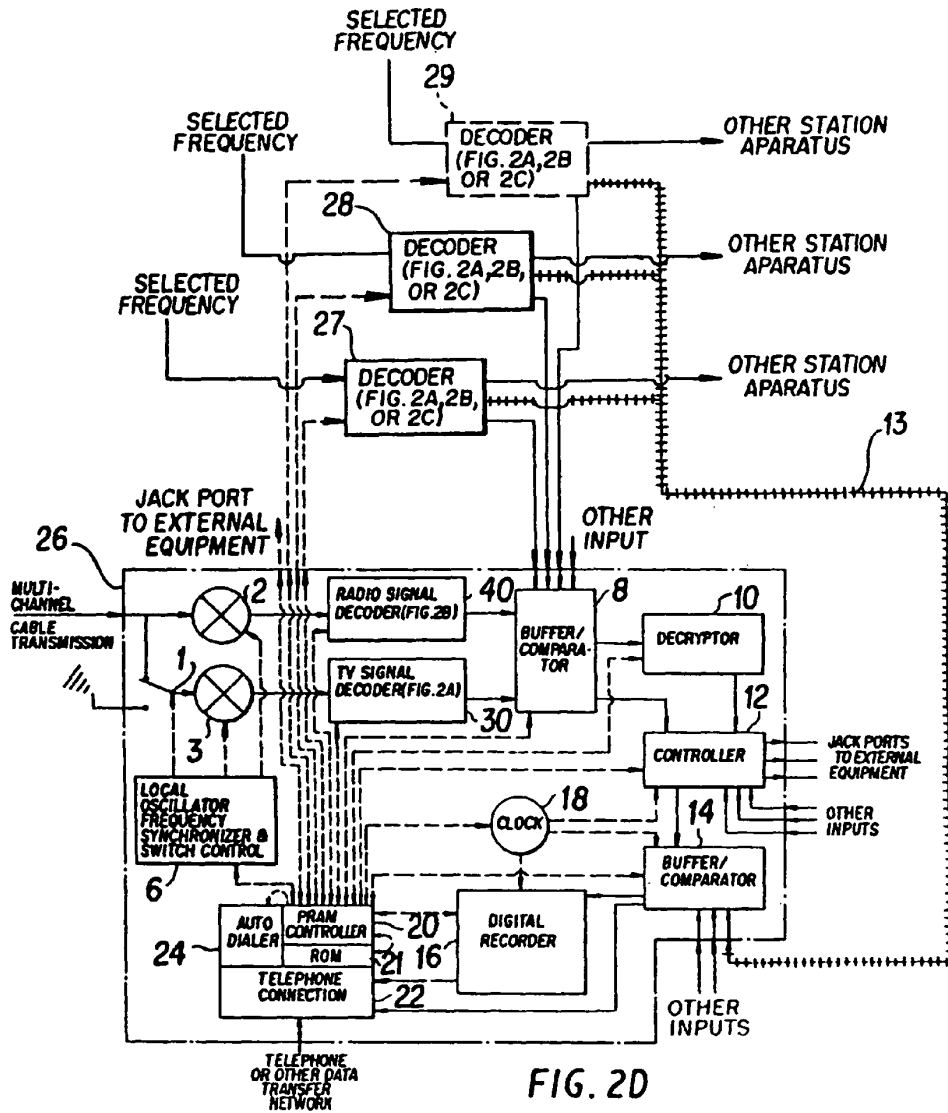 SELECTED
FREQUENCY
29
DECODER
(FIG. 2A,2B
OR 2C)
OTHER STATION
APPARATUS
SELECTED
FREQUENCY
28
DECODER
(FIG. 2A,2B,
OR 2C)
OTHER STATION
APPARATUS
SELECTED
FREQUENCY
27
DECODER
(FIG. 2A,2B,
OR 2C)
OTHER STATION
APPARATUS
13
JACK PORT
TO EXTERNAL
EQUIPMENT
OTHER
INPUT
26
MULTI-
CHANNEL
CABLE
TRANSMISSION
2
RADIO SIGNAL
DECODER(FIG. 2B)
40
8
BUFFER/
COMPARA-
TOR
10
DECRYPTOR
1
3
TV SIGNAL
DECODER(FIG. 2A)
30
12
CONTROLLER
JACK PORTS
TO EXTERNAL
EQUIPMENT
OTHER
INPUTS
LOCAL
OSCILLATOR
FREQUENCY
SYNCHRONIZER &
SWITCH CONTROL
6
18
CLOCK
14
BUFFER/
COMPARATOR
24
AUTO
DIALER
PRAM
CONTROLLER
20
ROM
21
16
DIGITAL
RECORDER
TELEPHONE
CONNECTION
22
OTHER
INPUTS
TELEPHONE
OR OTHER DATA
TRANSFER
NETWORK
FIG. 2D